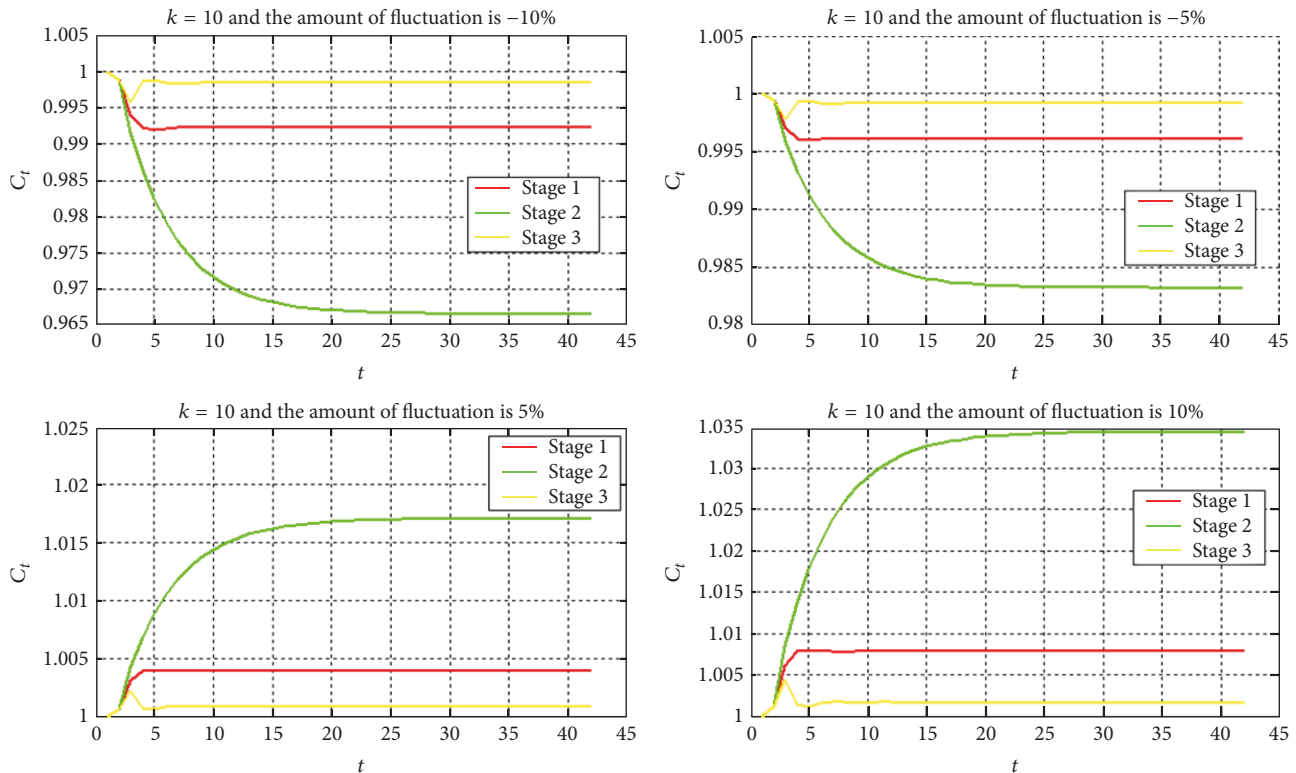 k = 10 and the amount of fluctuation is −10%
1.005
1
0.995
0.99
0.985
0.98
0.975
0.97
0.965
C_t
0 5 10 15 20 25 30 35 40 45
t
Stage 1
Stage 2
Stage 3
k = 10 and the amount of fluctuation is −5%
1.005
1
0.995
0.99
0.985
0.98
C_t
0 5 10 15 20 25 30 35 40 45
t
Stage 1
Stage 2
Stage 3
k = 10 and the amount of fluctuation is 5%
1.025
1.02
1.015
1.01
1.005
1
C_t
0 5 10 15 20 25 30 35 40 45
t
Stage 1
Stage 2
Stage 3
k = 10 and the amount of fluctuation is 10%
1.035
1.03
1.025
1.02
1.015
1.01
1.005
1
C_t
0 5 10 15 20 25 30 35 40 45
t
Stage 1
Stage 2
Stage 3